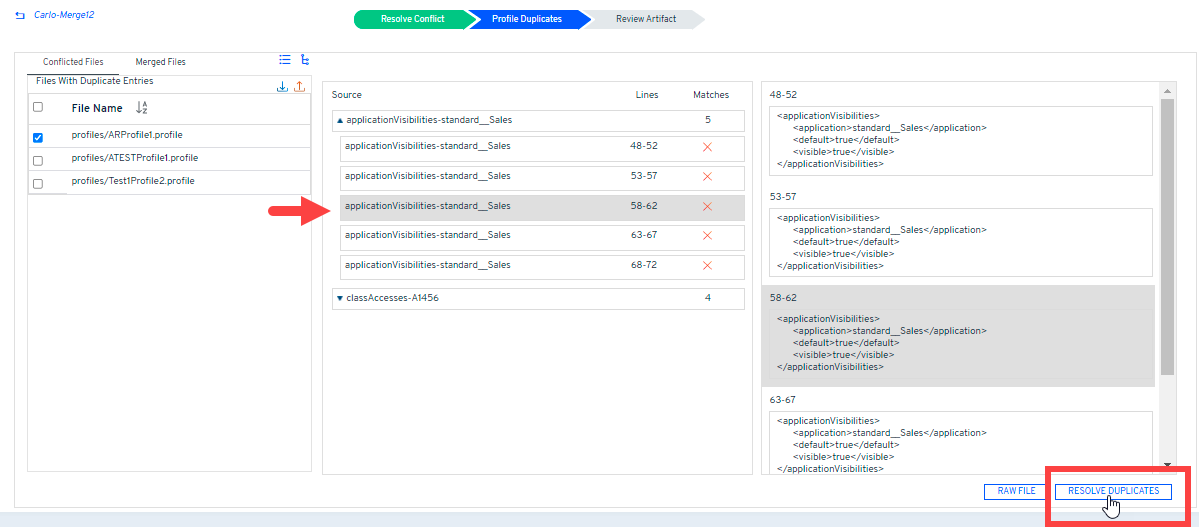 Carlo-Merge12
Resolve Conflict
Profile Duplicates
Review Artifact
Conflicted Files
Merged Files
Files With Duplicate Entries
File Name
A
Z
profiles/ARProfile1.profile
profiles/ATESTProfile1.profile
profiles/Test1Profile2.profile
Source Lines Matches
applicationVisibilities-standard__Sales 5
applicationVisibilities-standard__Sales 48-52
applicationVisibilities-standard__Sales 53-57
applicationVisibilities-standard__Sales 58-62
applicationVisibilities-standard__Sales 63-67
applicationVisibilities-standard__Sales 68-72
classAccesses-A1456 4
48-52
<applicationVisibilities>
<application>standard__Sales</application>
<default>true</default>
<visible>true</visible>
</applicationVisibilities>
53-57
<applicationVisibilities>
<application>standard__Sales</application>
<default>true</default>
<visible>true</visible>
</applicationVisibilities>
58-62
<applicationVisibilities>
<application>standard__Sales</application>
<default>true</default>
<visible>true</visible>
</applicationVisibilities>
63-67
<applicationVisibilities>
<application>standard__Sales</application>
<default>true</default>
<visible>true</visible>
</applicationVisibilities>
RAW FILE
RESOLVE DUPLICATES